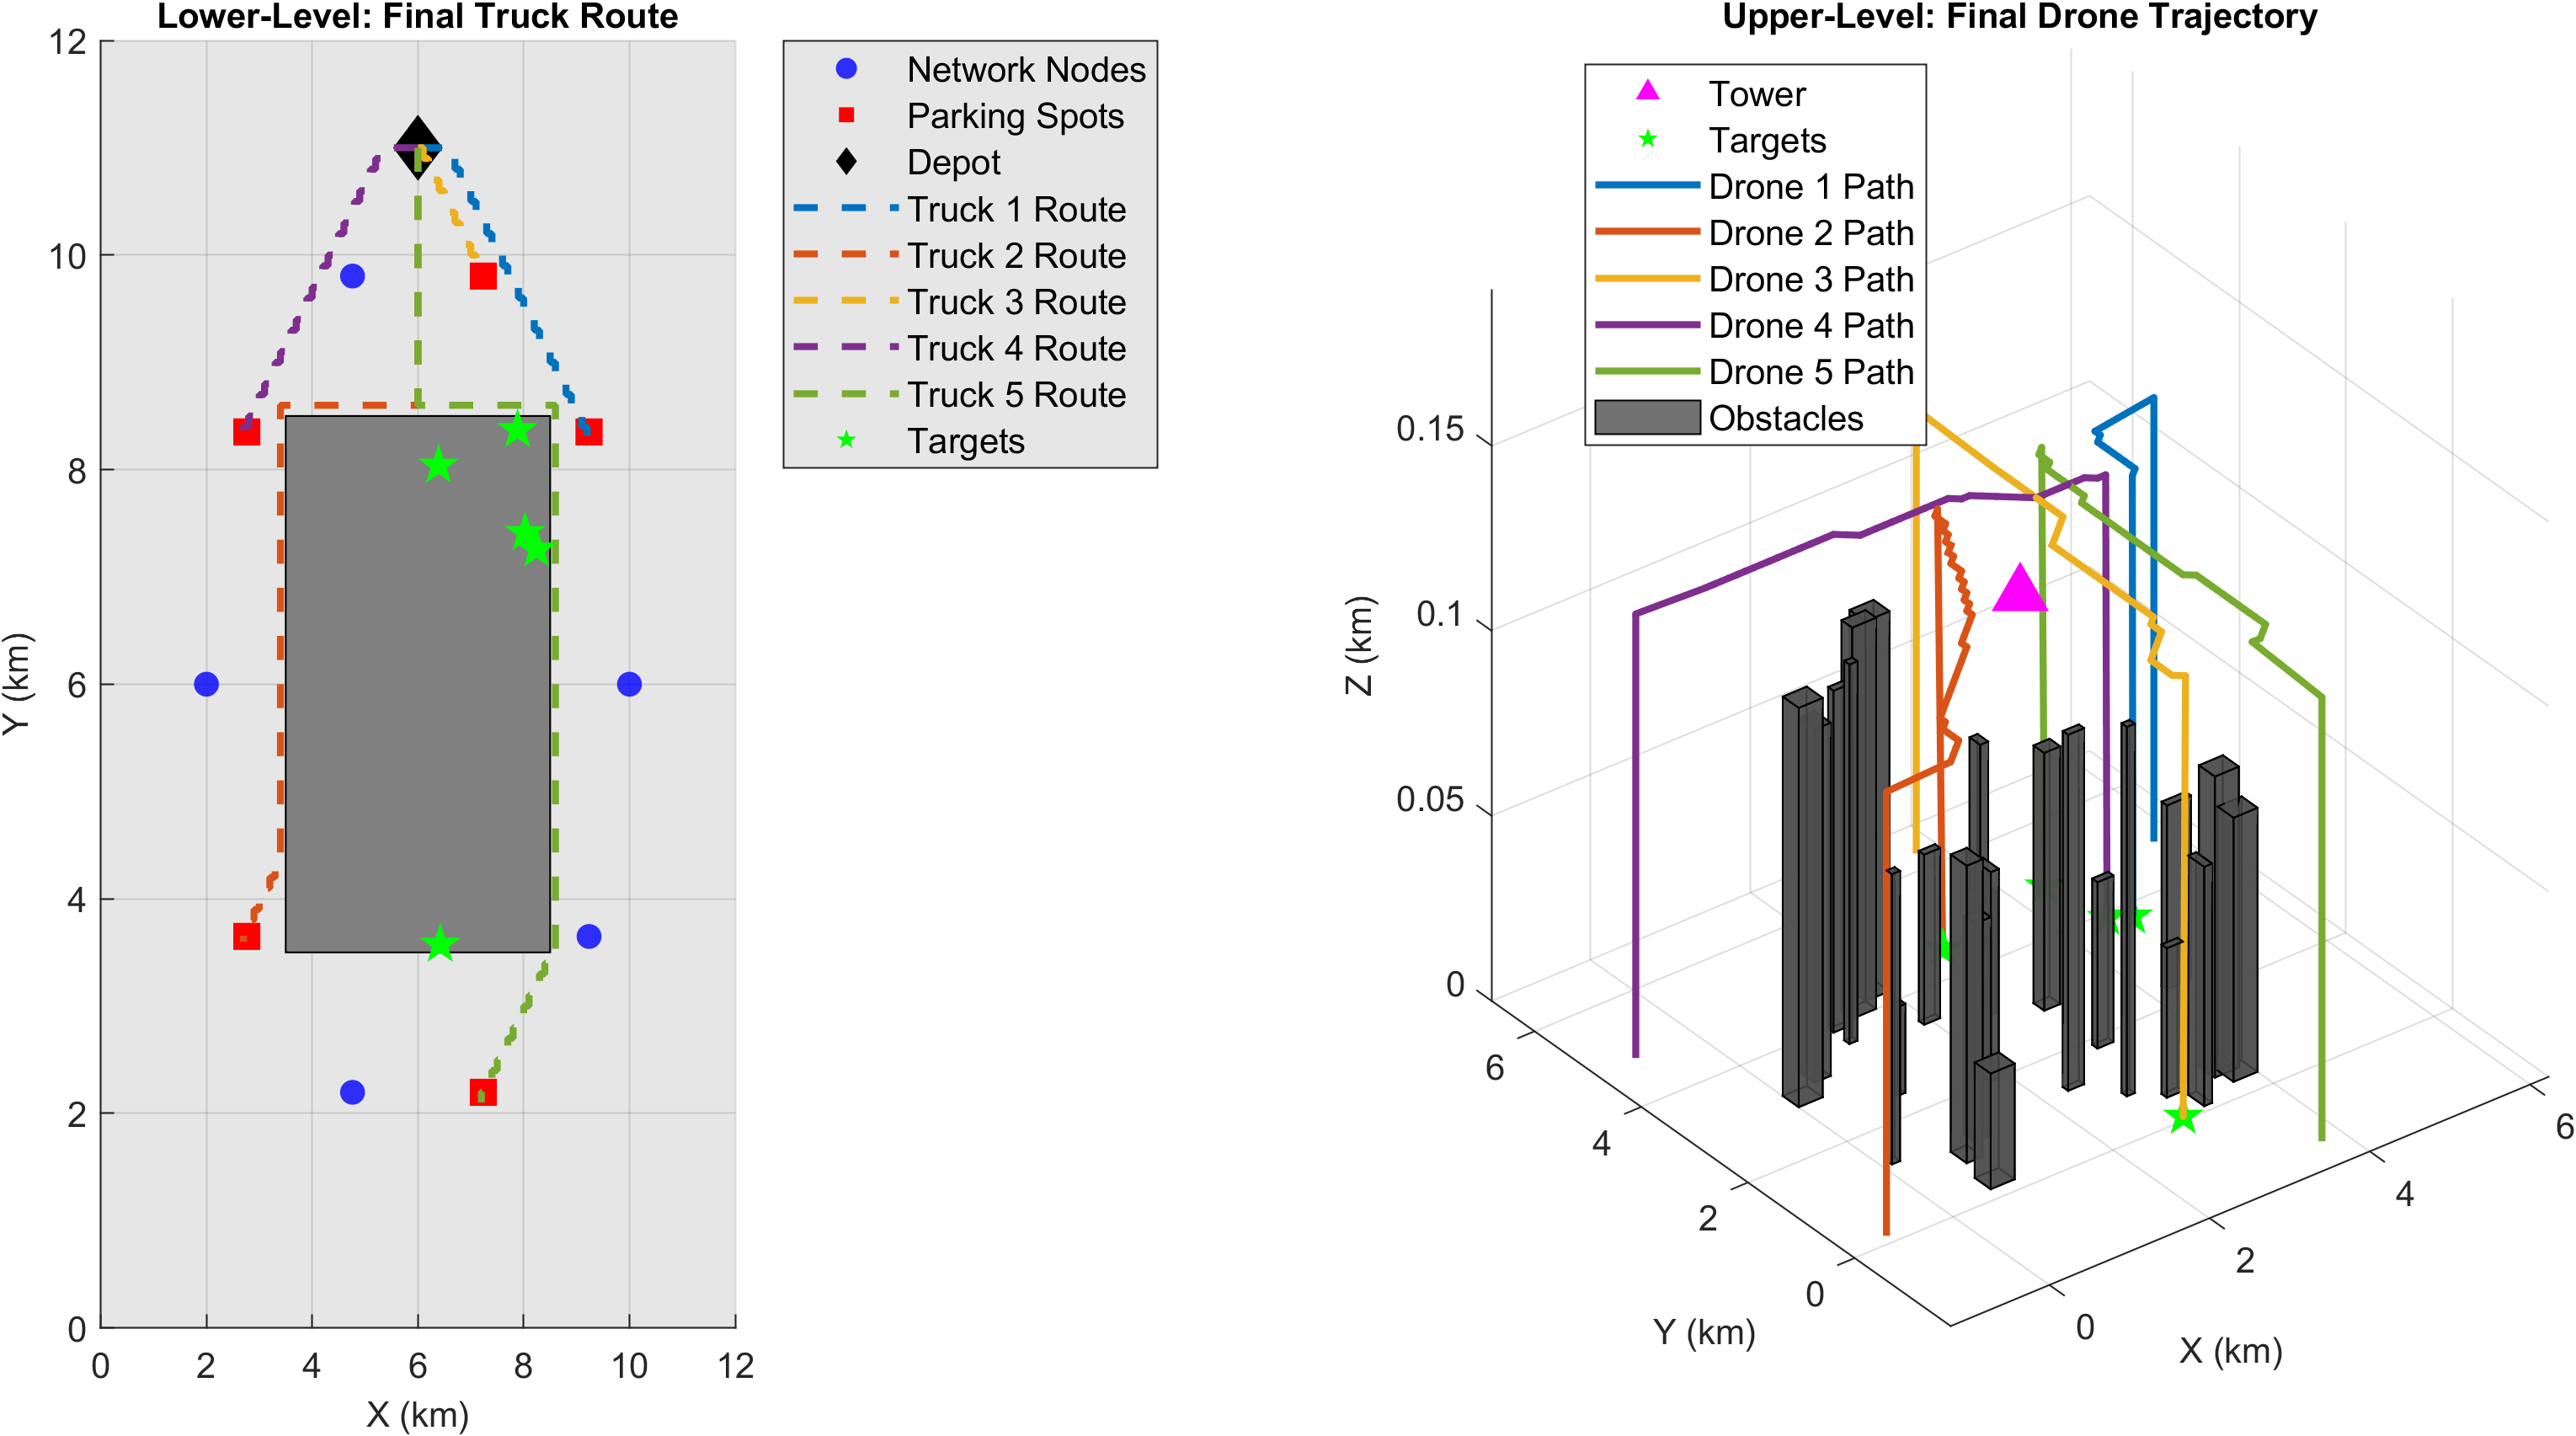 Lower-Level: Final Truck Route
12
10
8
6
4
2
0
0 2 4 6 8 10 12
X (km)
Y (km)
Network Nodes
Parking Spots
Depot
Truck 1 Route
Truck 2 Route
Truck 3 Route
Truck 4 Route
Truck 5 Route
Targets
Upper-Level: Final Drone Trajectory
Tower
Targets
Drone 1 Path
Drone 2 Path
Drone 3 Path
Drone 4 Path
Drone 5 Path
Obstacles
0.15
0.1
0.05
0
Z (km)
6
4
2
0
Y (km)
0
2
4
6
X (km)